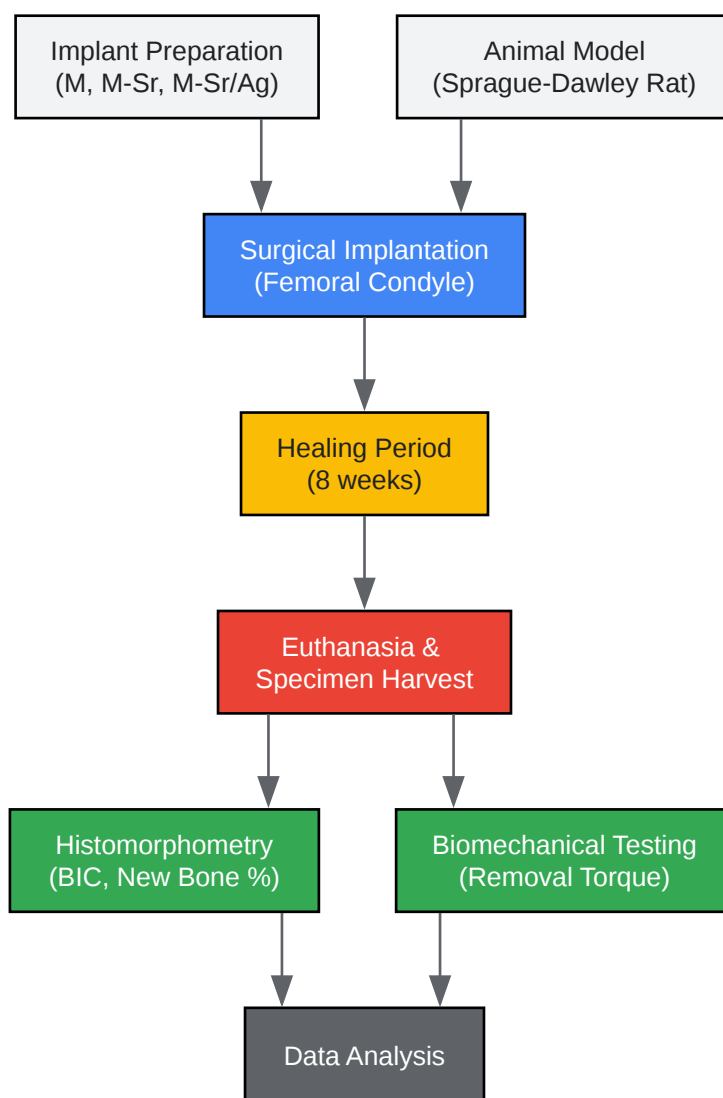 Implant Preparation
(M, M-Sr, M-Sr/Ag)
Animal Model
(Sprague-Dawley Rat)
Surgical Implantation
(Femoral Condyle)
Healing Period
(8 weeks)
Euthanasia &
Specimen Harvest
Histomorphometry
(BIC, New Bone %)
Biomechanical Testing
(Removal Torque)
Data Analysis